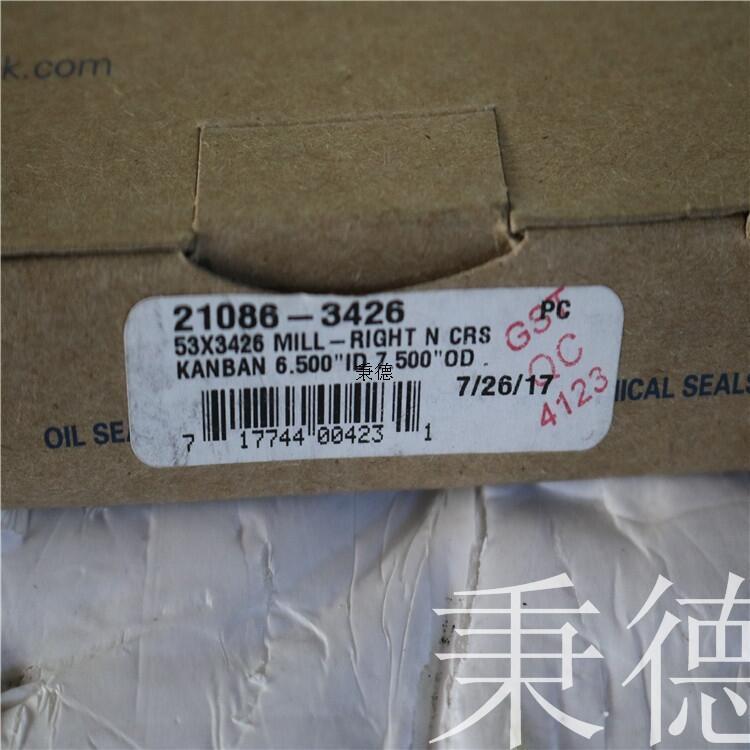 k.com
21086-3426
PC
53X3426 MILL-RIGHT N CRS
KANBAN 6.500"ID 7.500"OD
秉德
7/26/17
GST
QC
4123
OIL SEA
MICAL SEALS
7 17744 00423 1
秉德